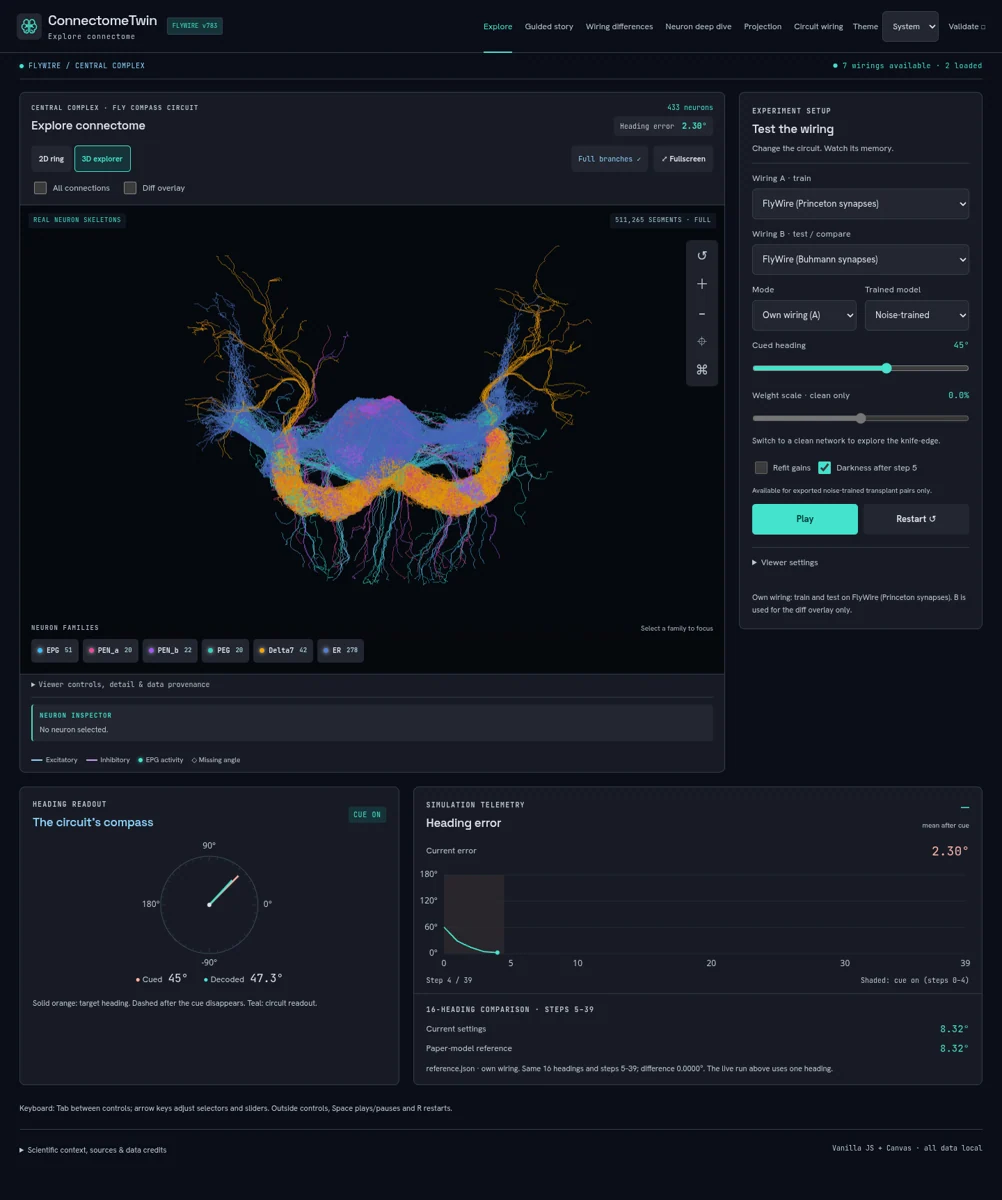 ConnectomeTwin
Explore connectome
FLYWIRE v783
Explore
Guided story
Wiring differences
Neuron deep dive
Projection
Circuit wiring
Theme
System
Validate
FLYWIRE / CENTRAL COMPLEX
7 wirings available · 2 loaded
CENTRAL COMPLEX · FLY COMPASS CIRCUIT
433 neurons
Explore connectome
Heading error 2.30°
2D ring
3D explorer
Full branches ✓
⤢ Fullscreen
All connections
Diff overlay
REAL NEURON SKELETONS
511,265 SEGMENTS · FULL
↺
+
−
⌖
⌘
NEURON FAMILIES
Select a family to focus
EPG 51
PEN_a 20
PEN_b 22
PEG 20
Delta7 42
ER 278
▶ Viewer controls, detail & data provenance
NEURON INSPECTOR
No neuron selected.
Excitatory
Inhibitory
EPG activity
◇ Missing angle
EXPERIMENT SETUP
Test the wiring
Change the circuit. Watch its memory.
Wiring A · train
FlyWire (Princeton synapses)
Wiring B · test / compare
FlyWire (Buhmann synapses)
Mode
Trained model
Own wiring (A)
Noise-trained
Cued heading
45°
Weight scale · clean only
0.0%
Switch to a clean network to explore the knife-edge.
Refit gains
Darkness after step 5
Available for exported noise-trained transplant pairs only.
Play
Restart ↺
▶ Viewer settings
Own wiring: train and test on FlyWire (Princeton synapses). B is
used for the diff overlay only.
HEADING READOUT
The circuit's compass
CUE ON
90°
180°
0°
-90°
Cued 45°
Decoded 47.3°
Solid orange: target heading. Dashed after the cue disappears. Teal: circuit readout.
SIMULATION TELEMETRY
—
Heading error
mean after cue
Current error
2.30°
180°
120°
60°
0°
0
5
10
20
30
39
Step 4 / 39
Shaded: cue on (steps 0–4)
16-HEADING COMPARISON · STEPS 5–39
Current settings
8.32°
Paper-model reference
8.32°
reference.json · own wiring. Same 16 headings and steps 5–39; difference 0.0000°. The live run above uses one heading.
Keyboard: Tab between controls; arrow keys adjust selectors and sliders. Outside controls, Space plays/pauses and R restarts.
▶ Scientific context, sources & data credits
Vanilla JS + Canvas · all data local